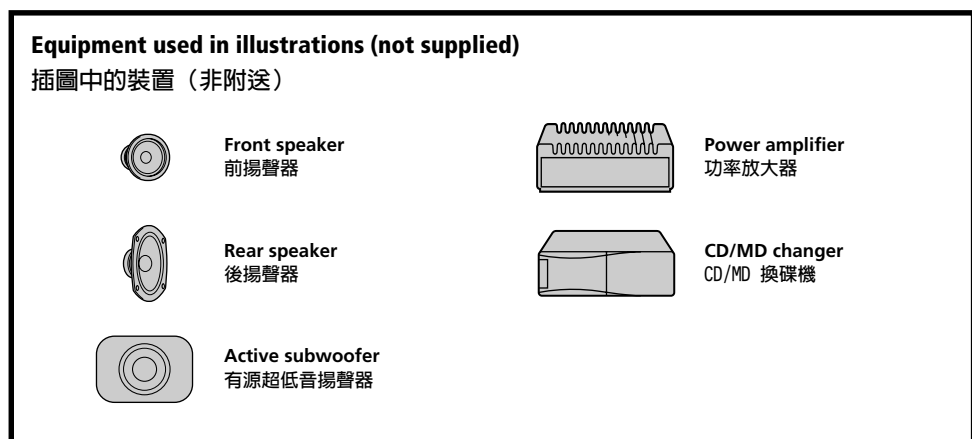 Equipment used in illustrations (not supplied)
插圖中的裝置（非附送）
Front speaker
前揚聲器
Power amplifier
功率放大器
Rear speaker
後揚聲器
CD/MD changer
CD/MD 換碟機
Active subwoofer
有源超低音揚聲器